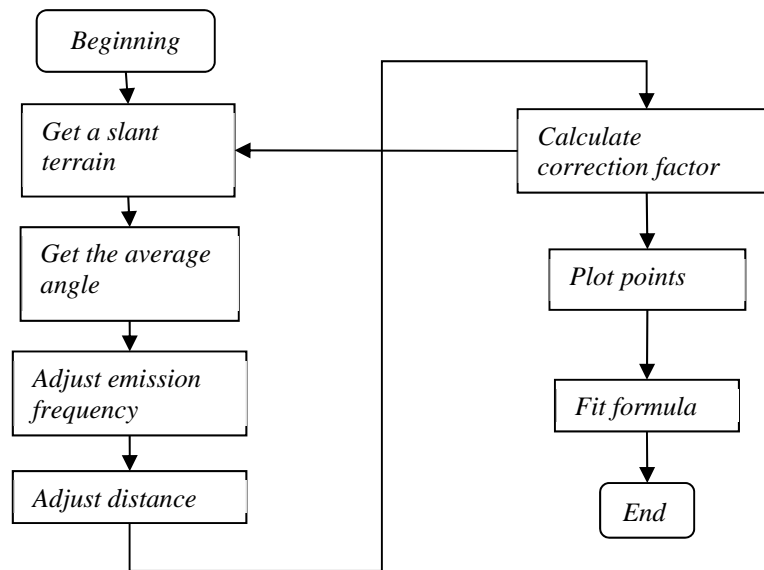 Beginning
Get a slant
terrain
Get the average
angle
Adjust emission
frequency
Adjust distance
Calculate
correction factor
Plot points
Fit formula
End